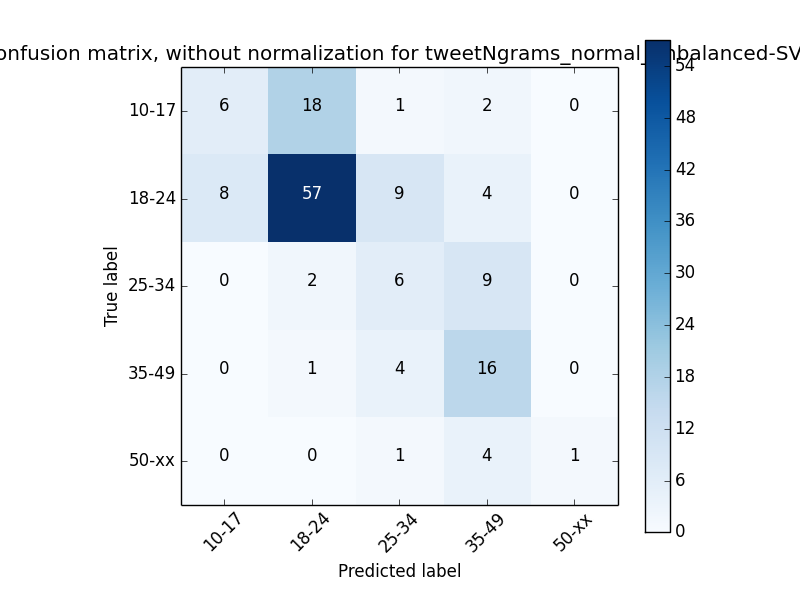 onfusion matrix, without normalization for tweetNgrams_normal_ nbalanced-SV
54
10-17 6 18 1 2 0
48
18-24 8 57 9 4 0
42
36
25-34 0 2 6 9 0
30
24
35-49 0 1 4 16 0
18
12
50-xx 0 0 1 4 1
6
0
10-17 18-24 25-34 35-49 50-xx
True label
Predicted label